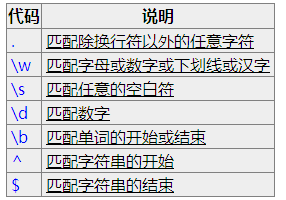 代码 说明
. 匹配除换行符以外的任意字符
\w 匹配字母或数字或下划线或汉字
\s 匹配任意的空白符
\d 匹配数字
\b 匹配单词的开始或结束
^ 匹配字符串的开始
$ 匹配字符串的结束